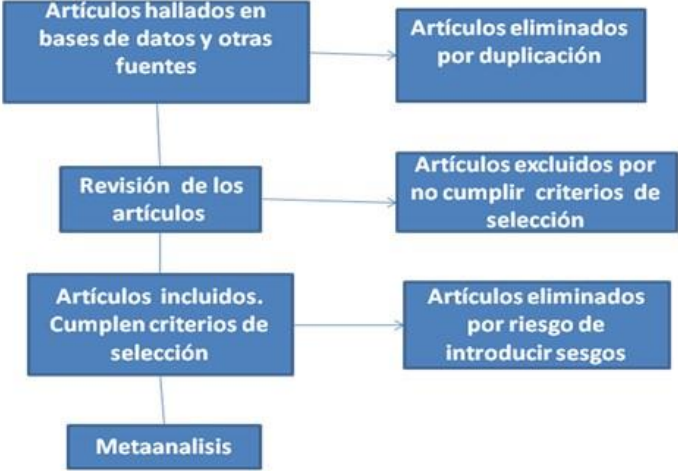 Artículos hallados en
bases de datos y otras
fuentes
Artículos eliminados
por duplicación
Revisión de los
artículos
Artículos excluidos por
no cumplir criterios de
selección
Artículos incluidos.
Cumplen criterios de
selección
Artículos eliminados
por riesgo de
introducir sesgos
Metaanalisis